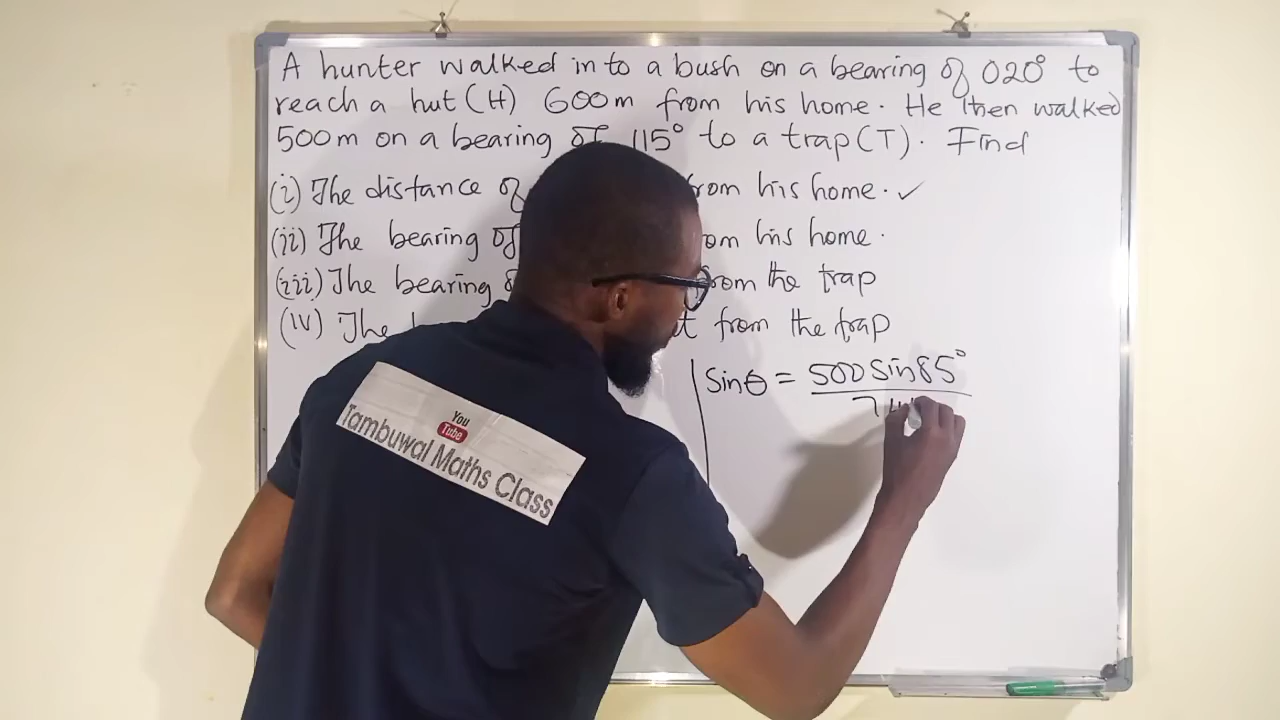 A hunter walked in to a bush on a bearing of 020° to
reach a hut (H) 600m from his home. He then walked
500m on a bearing of 115° to a trap (T). Find
(i) The distance of from his home. ✓
(ii) The bearing of his home.
(iii) The bearing from the trap
(iv) The from the trap
Sinθ = 500 Sin 85°
You
Tube
Tambuwal Maths Class